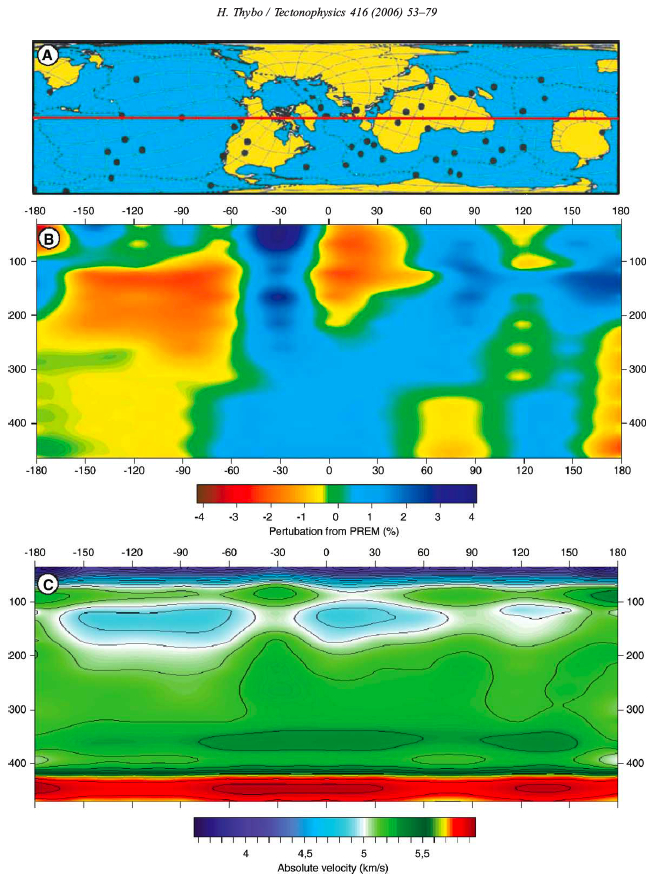 H. Thybo / Tectonophysics 416 (2006) 53–79
A
-180 -150 -120 -90 -60 -30 0 30 60 90 120 150 180
B
100 100
200 200
300 300
400 400
-180 -150 -120 -90 -60 -30 0 30 60 90 120 150 180
-4 -3 -2 -1 0 1 2 3 4
Pertubation from PREM (%)
-180 -150 -120 -90 -60 -30 0 30 60 90 120 150 180
C
100 100
200 200
300 300
400 400
4 4,5 5 5,5
Absolute velocity (km/s)